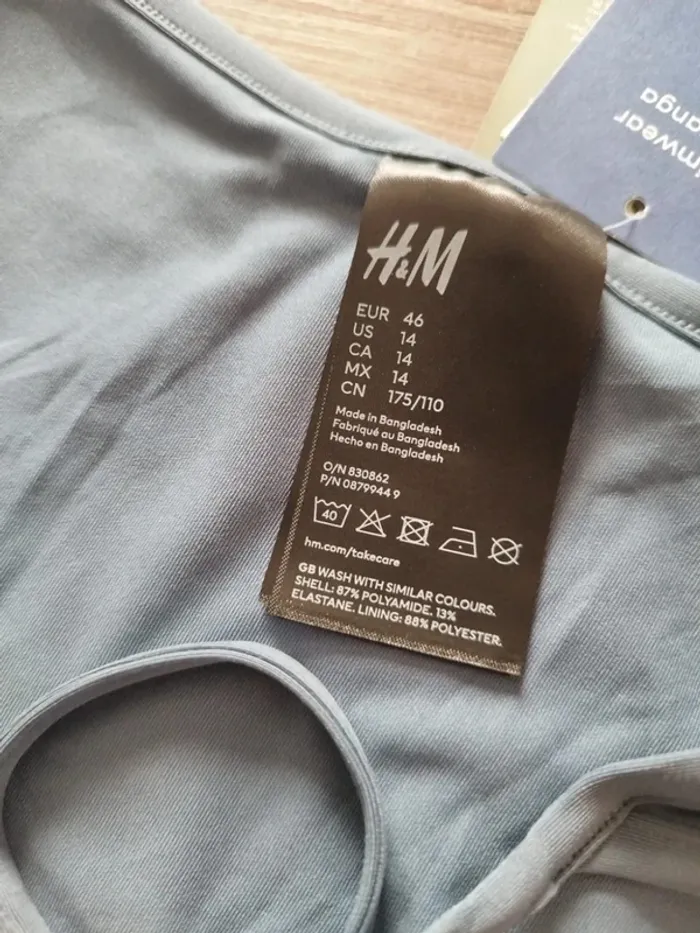 H&M
EUR 46
US 14
CA 14
MX 14
CN 175/110
Made in Bangladesh
Fabriqué au Bangladesh
Hecho en Bangladesh
O/N 830862
P/N 0879944 9
40
hm.com/takecare
GB WASH WITH SIMILAR COLOURS.
SHELL: 87% POLYAMIDE. 13%
ELASTANE. LINING: 88% POLYESTER.